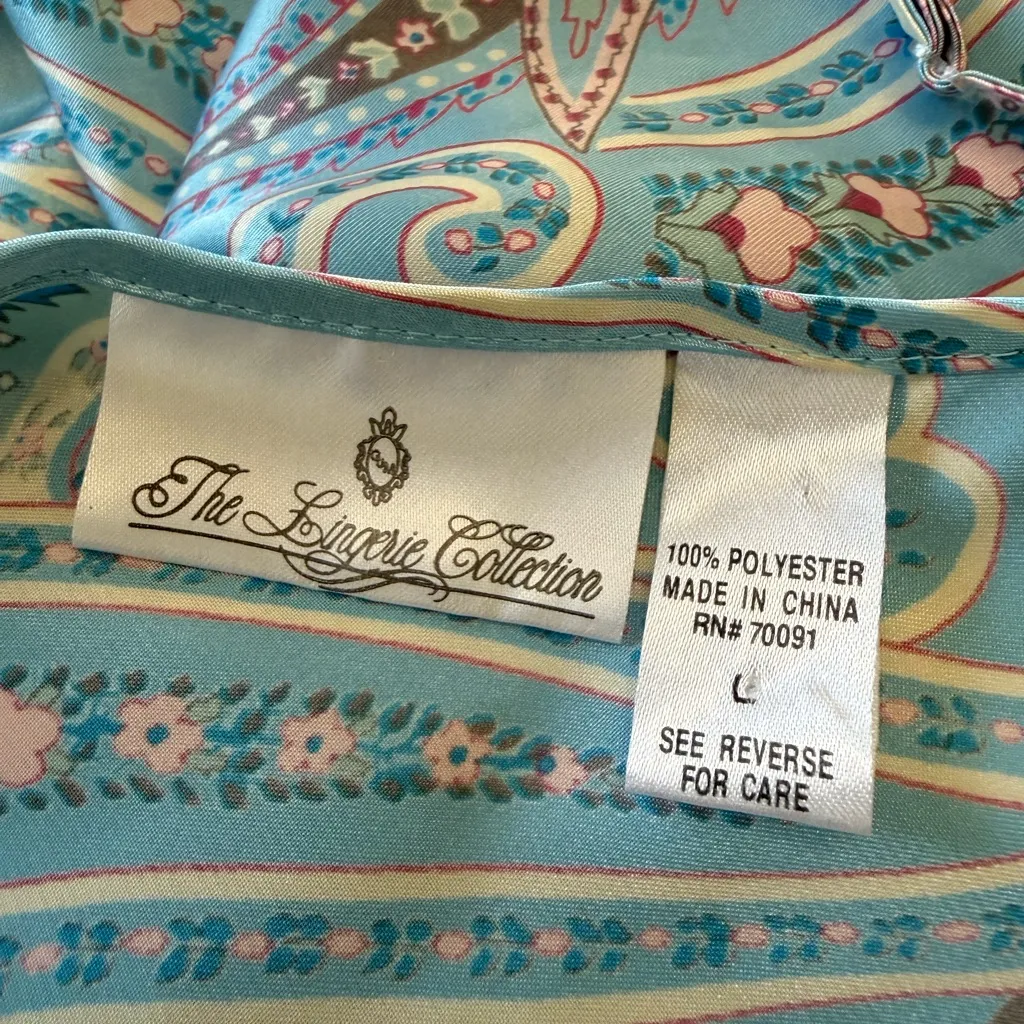 The Lingerie Collection
100% POLYESTER
MADE IN CHINA
RN# 70091
L
SEE REVERSE
FOR CARE